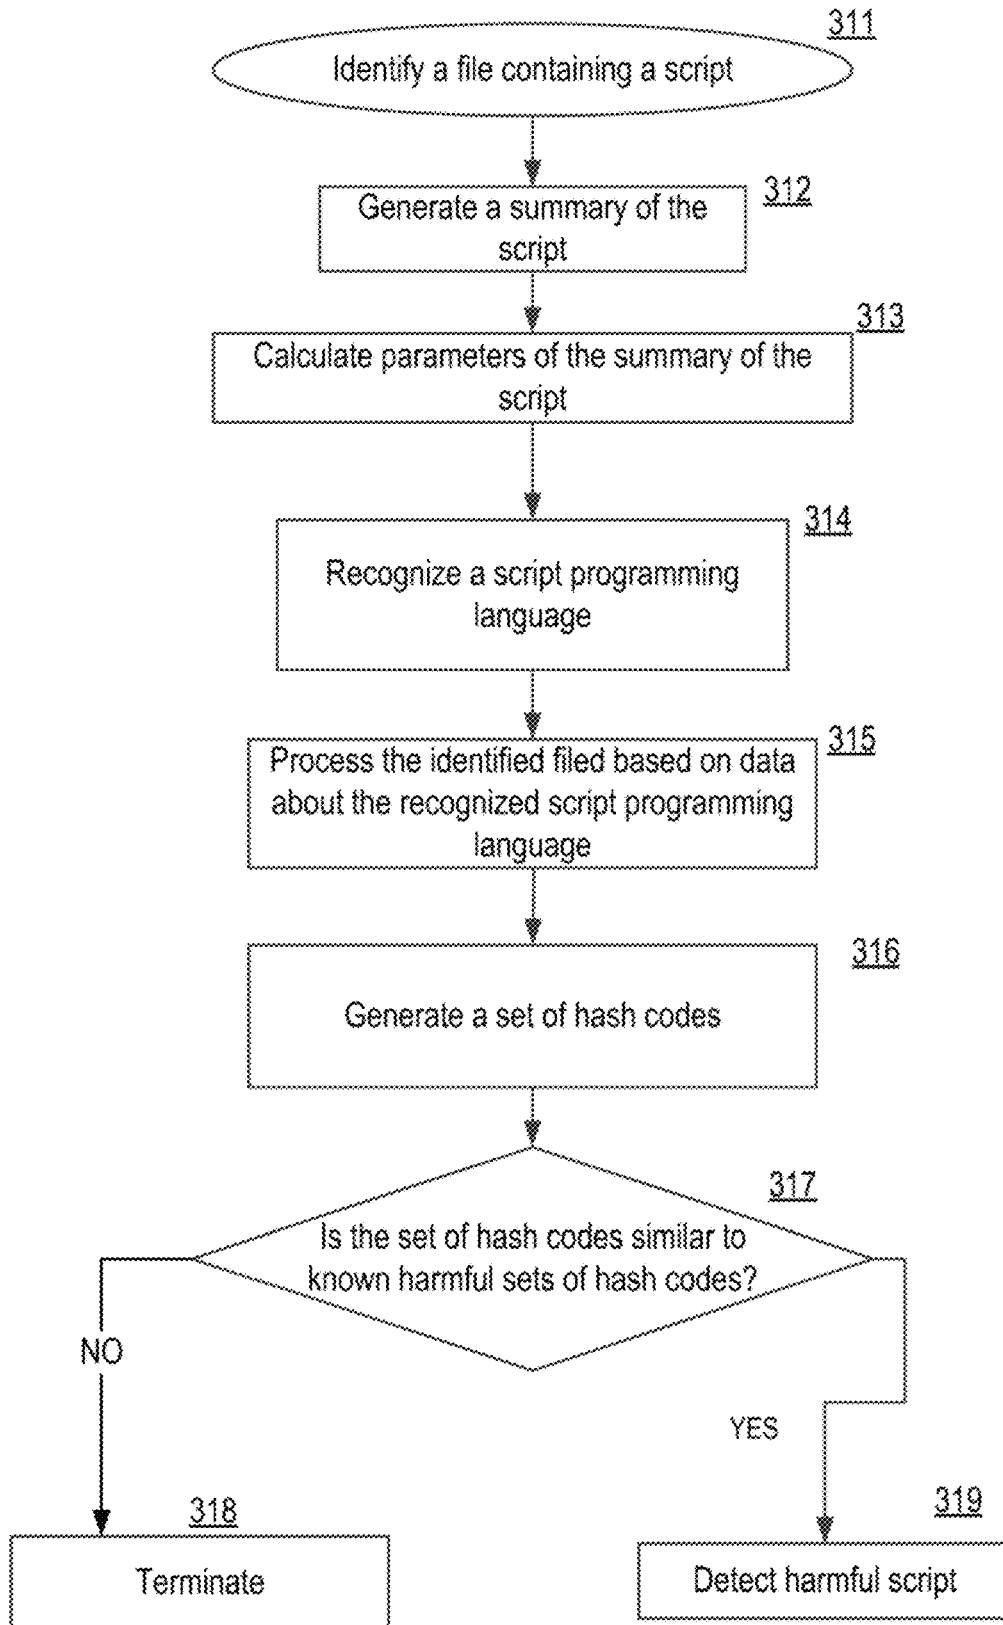 311
Identify a file containing a script
312
Generate a summary of the
script
313
Calculate parameters of the summary of the
script
314
Recognize a script programming
language
315
Process the identified filed based on data
about the recognized script programming
language
316
Generate a set of hash codes
317
Is the set of hash codes similar to
known harmful sets of hash codes?
NO
YES
318
Terminate
319
Detect harmful script